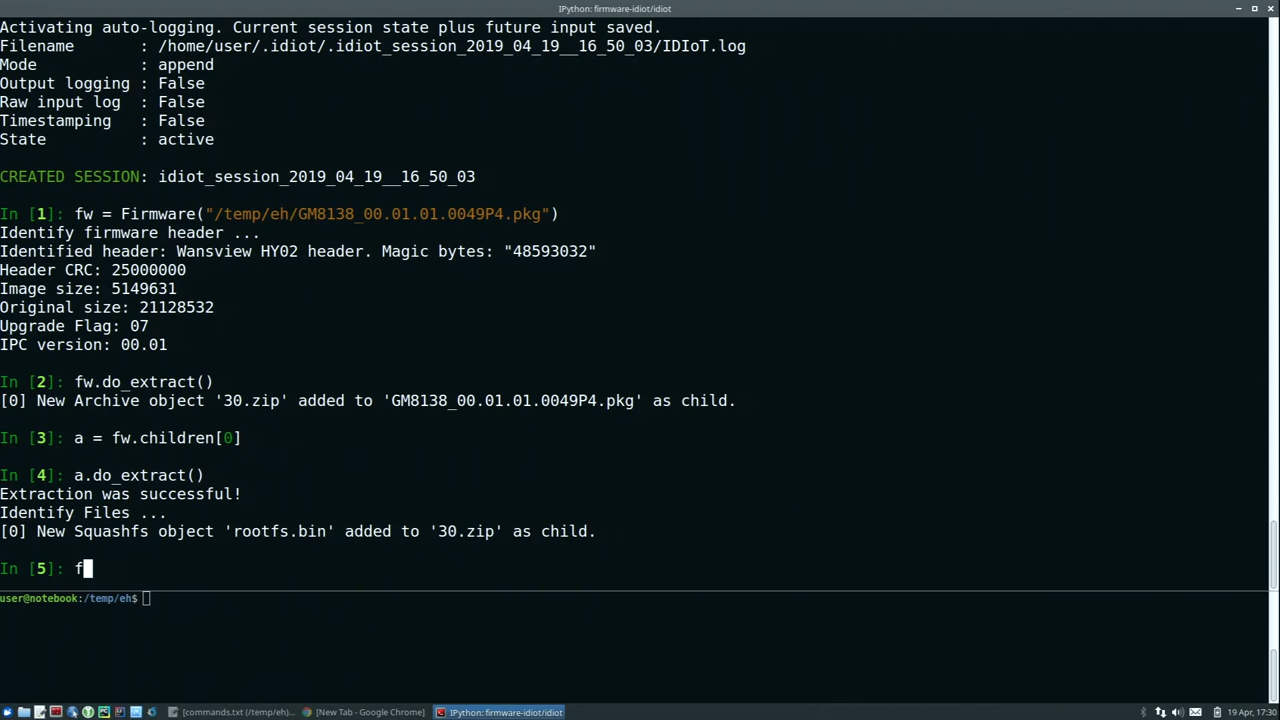 IPython: firmware-idiot/idiot
Activating auto-logging. Current session state plus future input saved.
Filename       : /home/user/.idiot/.idiot_session_2019_04_19__16_50_03/IDIoT.log
Mode           : append
Output logging : False
Raw input log  : False
Timestamping   : False
State          : active
CREATED SESSION: idiot_session_2019_04_19__16_50_03
In [1]: fw = Firmware("/temp/eh/GM8138_00.01.01.0049P4.pkg")
Identify firmware header ...
Identified header: Wansview HY02 header. Magic bytes: "48593032"
Header CRC: 25000000
Image size: 5149631
Original size: 21128532
Upgrade Flag: 07
IPC version: 00.01
In [2]: fw.do_extract()
[0] New Archive object '30.zip' added to 'GM8138_00.01.01.0049P4.pkg' as child.
In [3]: a = fw.children[0]
In [4]: a.do_extract()
Extraction was successful!
Identify Files ...
[0] New Squashfs object 'rootfs.bin' added to '30.zip' as child.
In [5]: f
user@notebook:/temp/eh$
[commands.txt (/temp/eh)... [New Tab - Google Chrome] IPython: firmware-idiot/idiot 19 Apr, 17:30